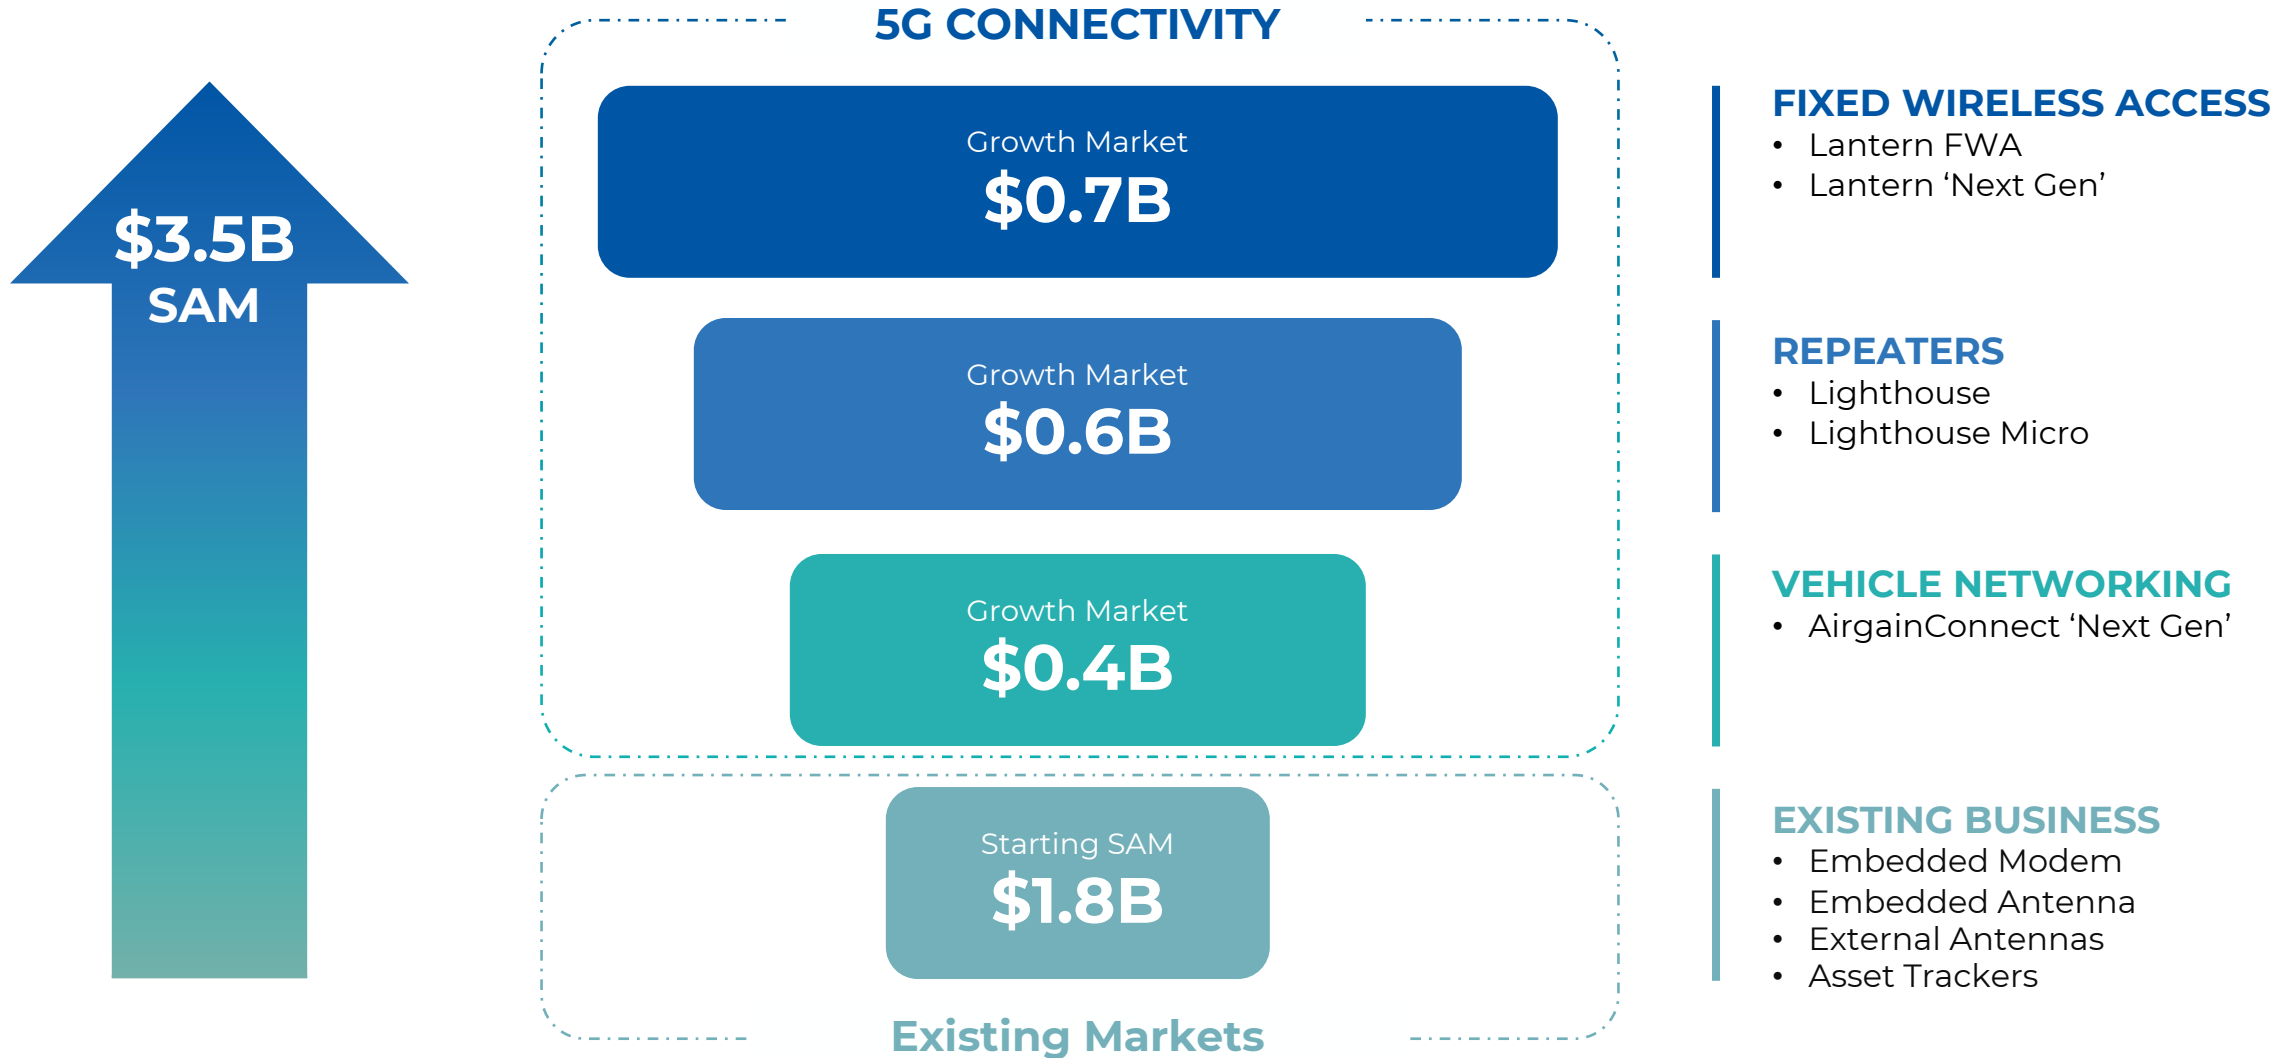 5G CONNECTIVITY
$3.5B
SAM
Growth Market
$0.7B
FIXED WIRELESS ACCESS
• Lantern FWA
• Lantern ‘Next Gen’
Growth Market
$0.6B
REPEATERS
• Lighthouse
• Lighthouse Micro
Growth Market
$0.4B
VEHICLE NETWORKING
• AirgainConnect ‘Next Gen’
Starting SAM
$1.8B
Existing Markets
EXISTING BUSINESS
• Embedded Modem
• Embedded Antenna
• External Antennas
• Asset Trackers